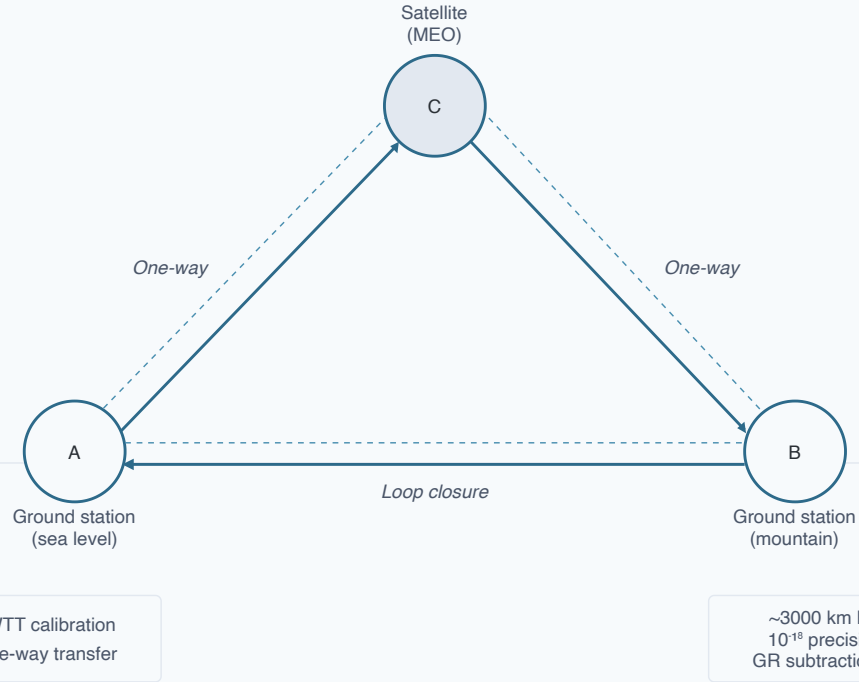 Satellite
(MEO)
C
One-way
One-way
A
B
Loop closure
Ground station
(sea level)
Ground station
(mountain)
calibration
transfer
~3000 km
10⁻¹⁸
GR